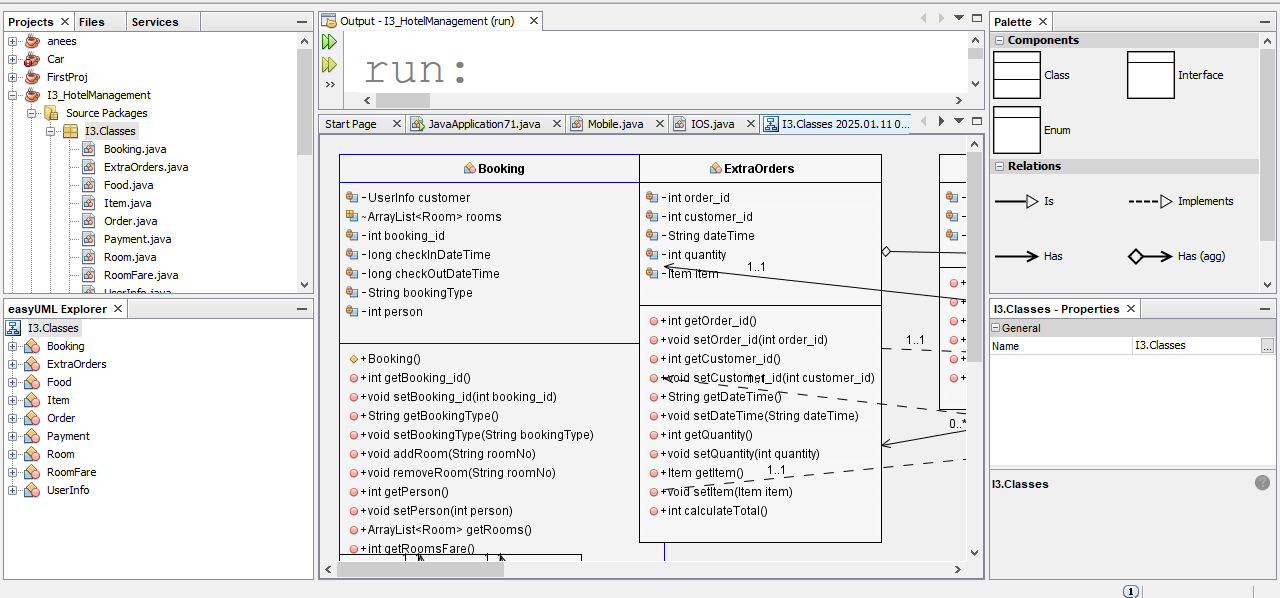 Projects
Files
Services
anees
Car
FirstProj
I3_HotelManagement
Source Packages
I3.Classes
Booking.java
ExtraOrders.java
Food.java
Item.java
Order.java
Payment.java
Room.java
RoomFare.java
UserInfo.java
easyUML Explorer
I3.Classes
Booking
ExtraOrders
Food
Item
Order
Payment
Room
RoomFare
UserInfo
Output - I3_HotelManagement (run)
run:
Start Page
JavaApplication71.java
Mobile.java
IOS.java
I3.Classes 2025.01.11 0...
Booking
- UserInfo customer
~ArrayList<Room> rooms
- int booking_id
- long checkInDateTime
- long checkOutDateTime
- String bookingType
- int person
+Booking()
+int getBooking_id()
+void setBooking_id(int booking_id)
+String getBookingType()
+void setBookingType(String bookingType)
+void addRoom(String roomNo)
+void removeRoom(String roomNo)
+int getPerson()
+void setPerson(int person)
+ArrayList<Room> getRooms()
+int getRoomsFare()
1
1
ExtraOrders
- int order_id
- int customer_id
- String dateTime
- int quantity
- Item item
1..1
+int getOrder_id()
+void setOrder_id(int order_id)
1..1
+int getCustomer_id()
+void setCustomer_id(int customer_id)
1..1
+String getDateTime()
+void setDateTime(String dateTime)
0..*
+int getQuantity()
+void setQuantity(int quantity)
+Item getItem()
1..1
+void setItem(Item item)
+int calculateTotal()
Palette
Components
Class
Interface
Enum
Relations
Is
Implements
Has
Has (agg)
I3.Classes - Properties
General
Name
I3.Classes
...
I3.Classes
?
1